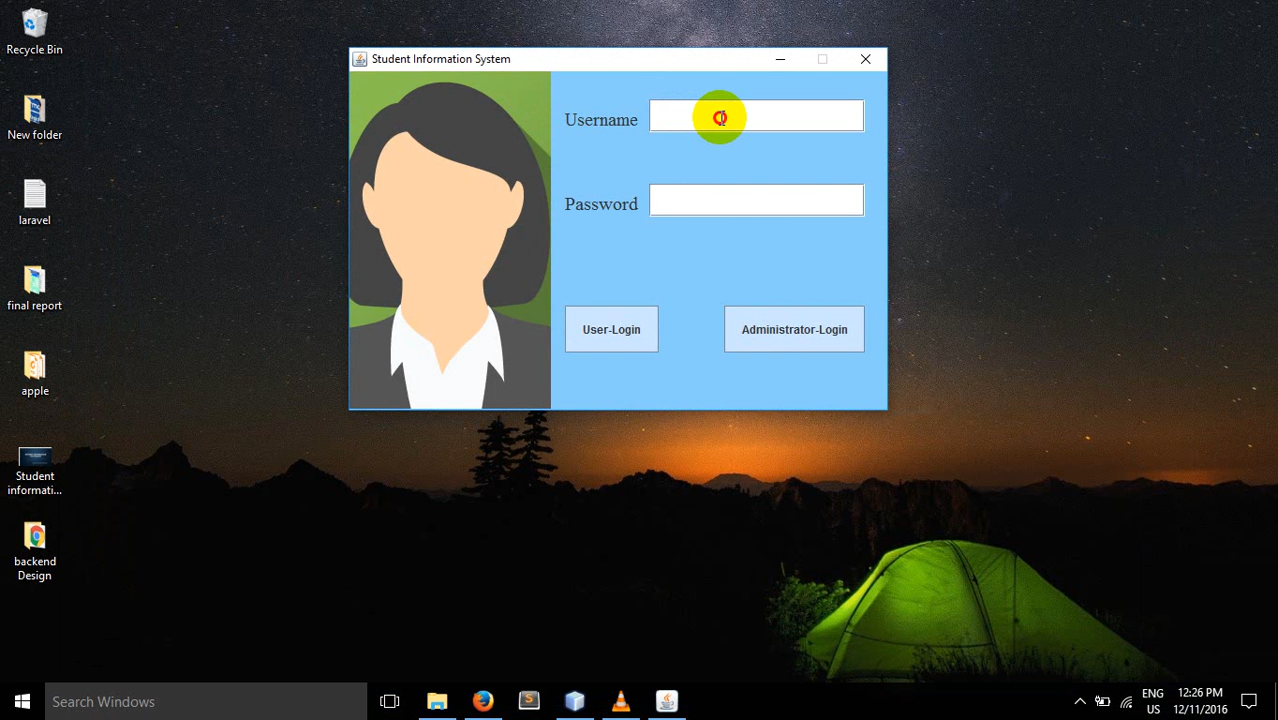 Recycle Bin
New folder
laravel
final report
apple
Student
informati...
backend
Design
Student Information System
Username
Password
User-Login
Administrator-Login
Search Windows
ENG
US
12:26 PM
12/11/2016